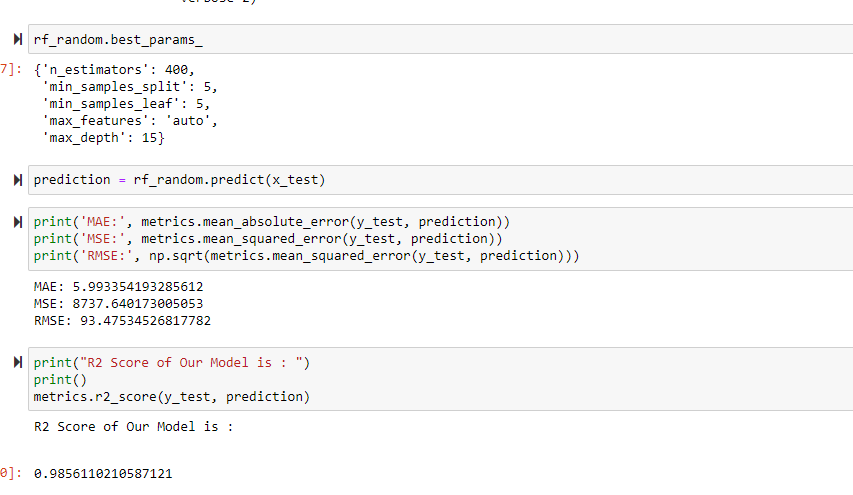 rf_random.best_params_
7]: {'n_estimators': 400,
'min_samples_split': 5,
'min_samples_leaf': 5,
'max_features': 'auto',
'max_depth': 15}
prediction = rf_random.predict(x_test)
print('MAE:', metrics.mean_absolute_error(y_test, prediction))
print('MSE:', metrics.mean_squared_error(y_test, prediction))
print('RMSE:', np.sqrt(metrics.mean_squared_error(y_test, prediction)))
MAE: 5.993354193285612
MSE: 8737.640173005053
RMSE: 93.47534526817782
print("R2 Score of Our Model is : ")
print()
metrics.r2_score(y_test, prediction)
R2 Score of Our Model is :
0]: 0.9856110210587121